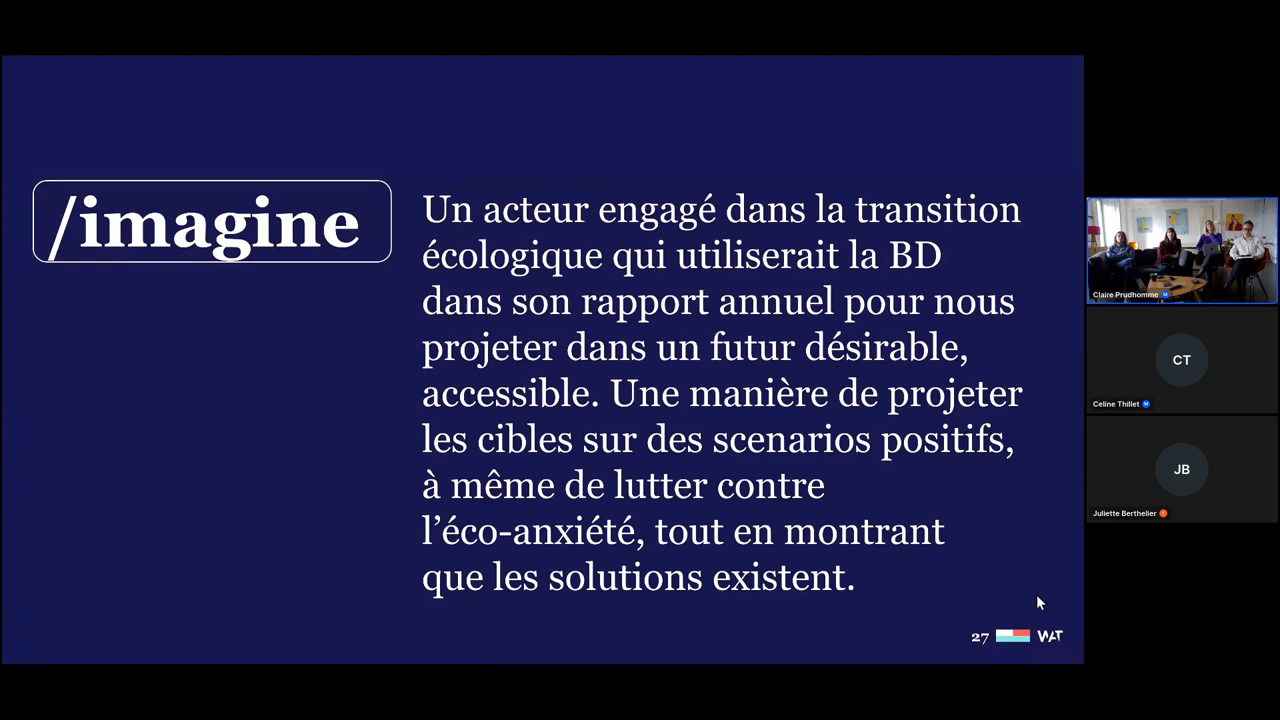 /imagine
Un acteur engagé dans la transition
écologique qui utiliserait la BD
dans son rapport annuel pour nous
projeter dans un futur désirable,
accessible. Une manière de projeter
les cibles sur des scenarios positifs,
à même de lutter contre
l’éco-anxiété, tout en montrant
que les solutions existent.
27 WAT
Claire Prudhomme M
CT
Celine Thillet M
JB
Juliette Berthelier